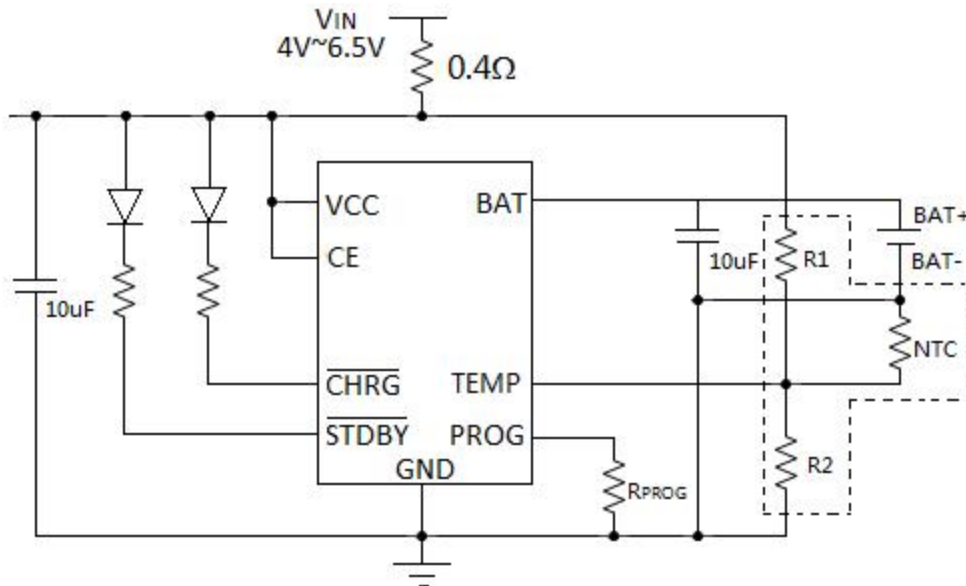 VIN
4V~6.5V
0.4Ω
VCC
BAT
CE
BAT+
BAT-
10uF
R1
10uF
NTC
CHRG
TEMP
STDBY
PROG
GND
R2
RPROG